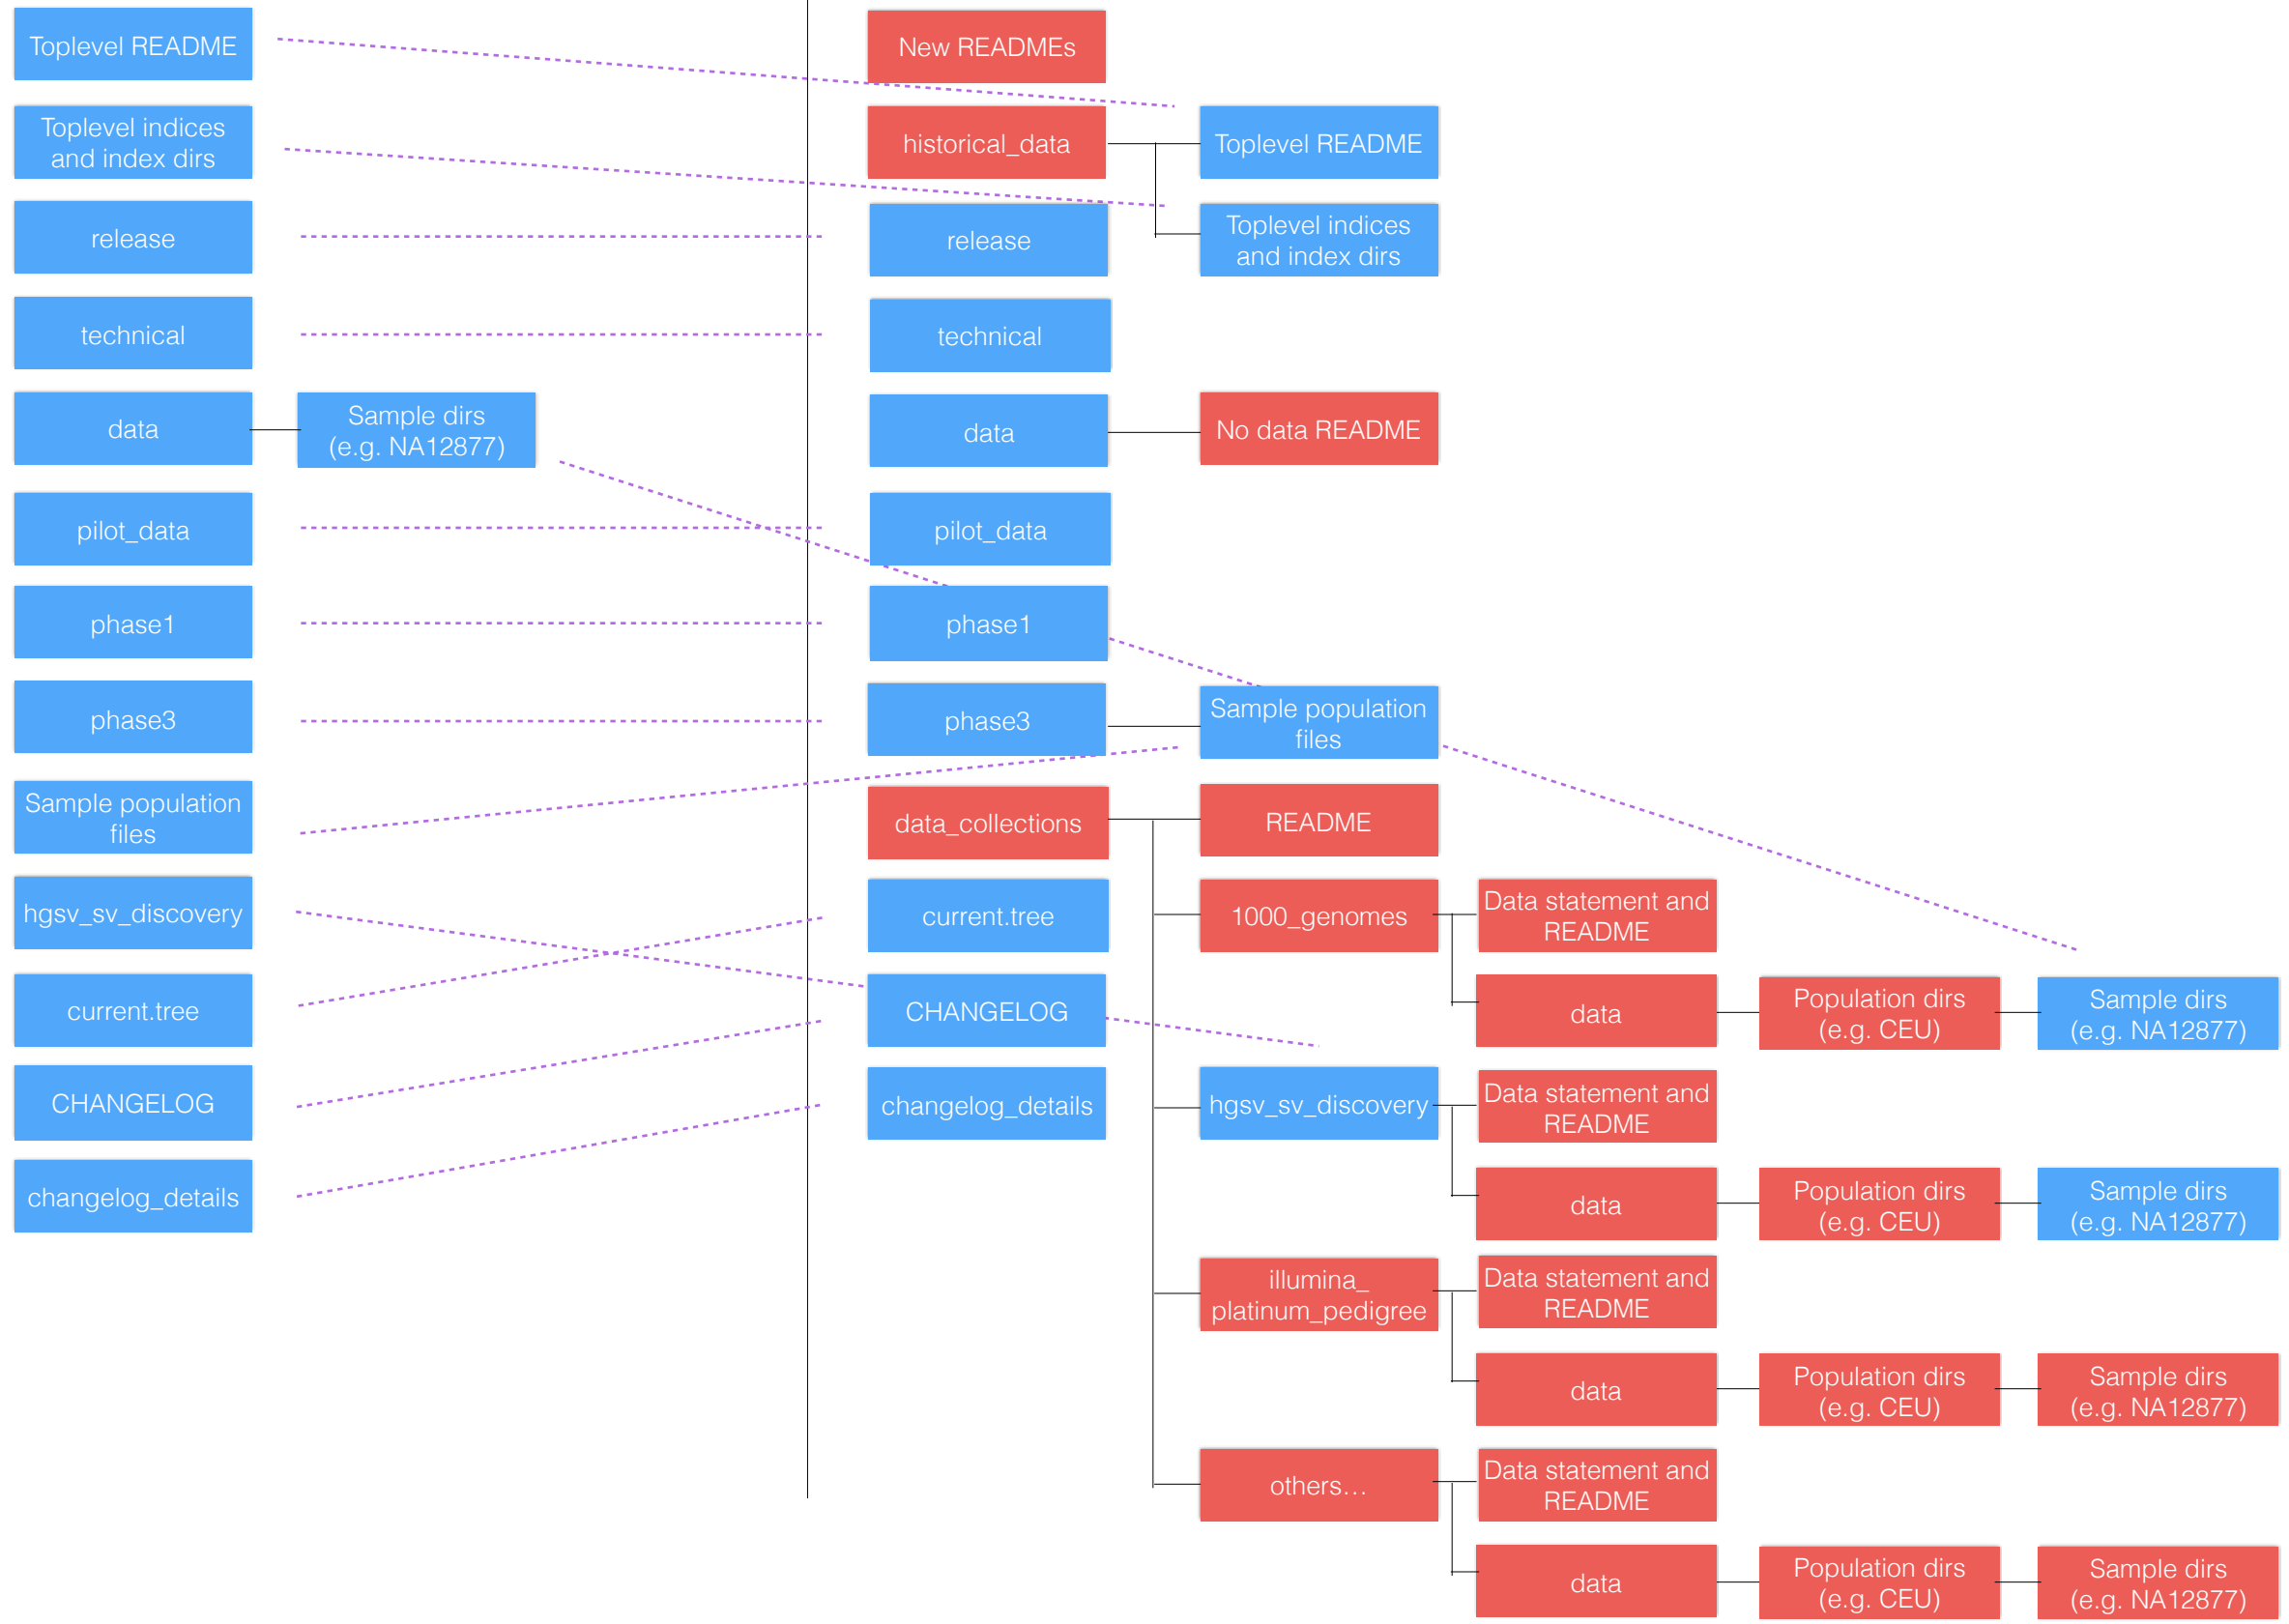 Toplevel README
Toplevel indices
and index dirs
release
technical
data
Sample dirs
(e.g. NA12877)
pilot_data
phase1
phase3
Sample population
files
hgsv_sv_discovery
current.tree
CHANGELOG
changelog_details
New READMEs
historical_data
Toplevel README
Toplevel indices
and index dirs
release
technical
data
No data README
pilot_data
phase1
phase3
Sample population
files
data_collections
README
current.tree
1000_genomes
Data statement and
README
CHANGELOG
data
Population dirs
(e.g. CEU)
Sample dirs
(e.g. NA12877)
changelog_details
hgsv_sv_discovery
Data statement and
README
data
Population dirs
(e.g. CEU)
Sample dirs
(e.g. NA12877)
illumina_
platinum_pedigree
Data statement and
README
data
Population dirs
(e.g. CEU)
Sample dirs
(e.g. NA12877)
others…
Data statement and
README
data
Population dirs
(e.g. CEU)
Sample dirs
(e.g. NA12877)